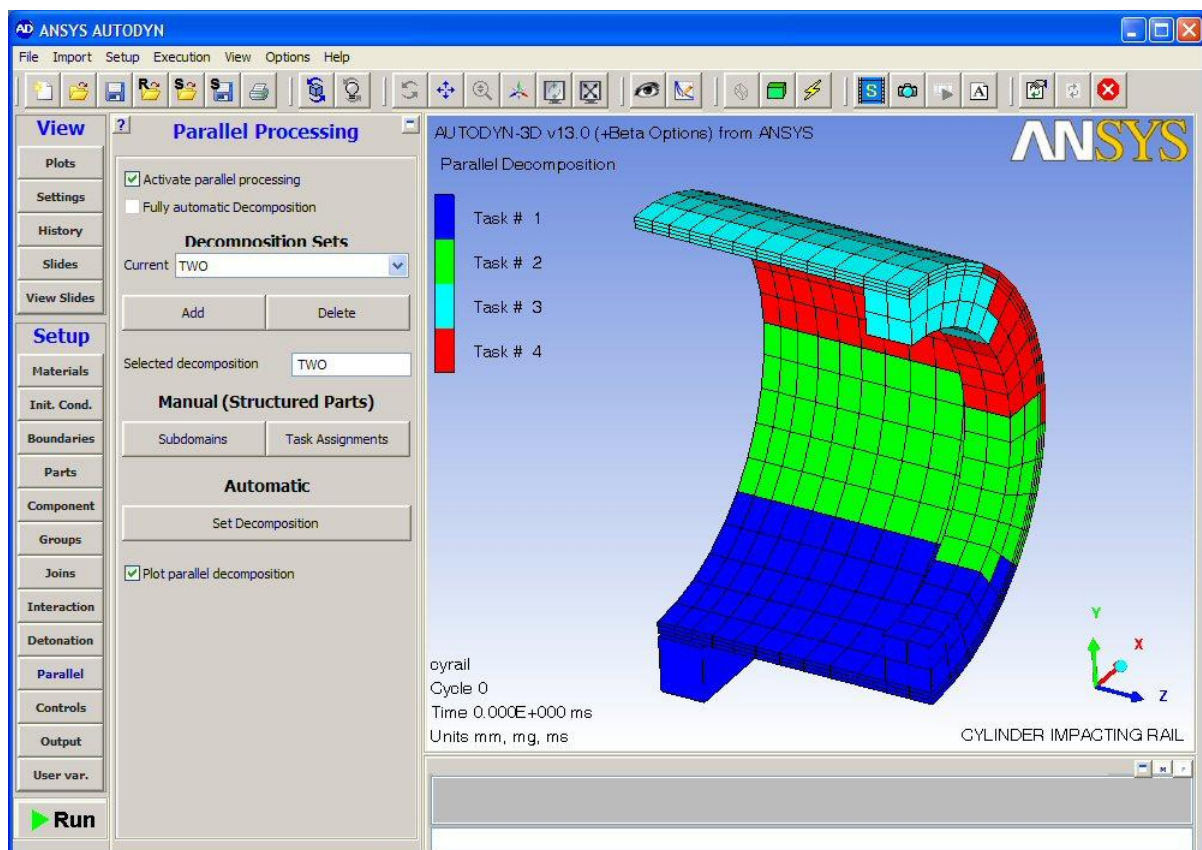 AD ANSYS AUTODYN
File Import Setup Execution View Options Help
R S S S A
View
Plots
Settings
History
Slides
View Slides
Setup
Materials
Init. Cond.
Boundaries
Parts
Component
Groups
Joins
Interaction
Detonation
Parallel
Controls
Output
User var.
Run
? Parallel Processing
Activate parallel processing
Fully automatic Decomposition
Decomposition Sets
Current TWO
Add Delete
Selected decomposition TWO
Manual (Structured Parts)
Subdomains Task Assignments
Automatic
Set Decomposition
Plot parallel decomposition
AUTODYN-3D v13.0 (+Beta Options) from ANSYS
ANSYS
Parallel Decomposition
Task # 1
Task # 2
Task # 3
Task # 4
Y
X
Z
cyrail
Cycle 0
Time 0.000E+000 ms
Units mm, mg, ms
CYLINDER IMPACTING RAIL